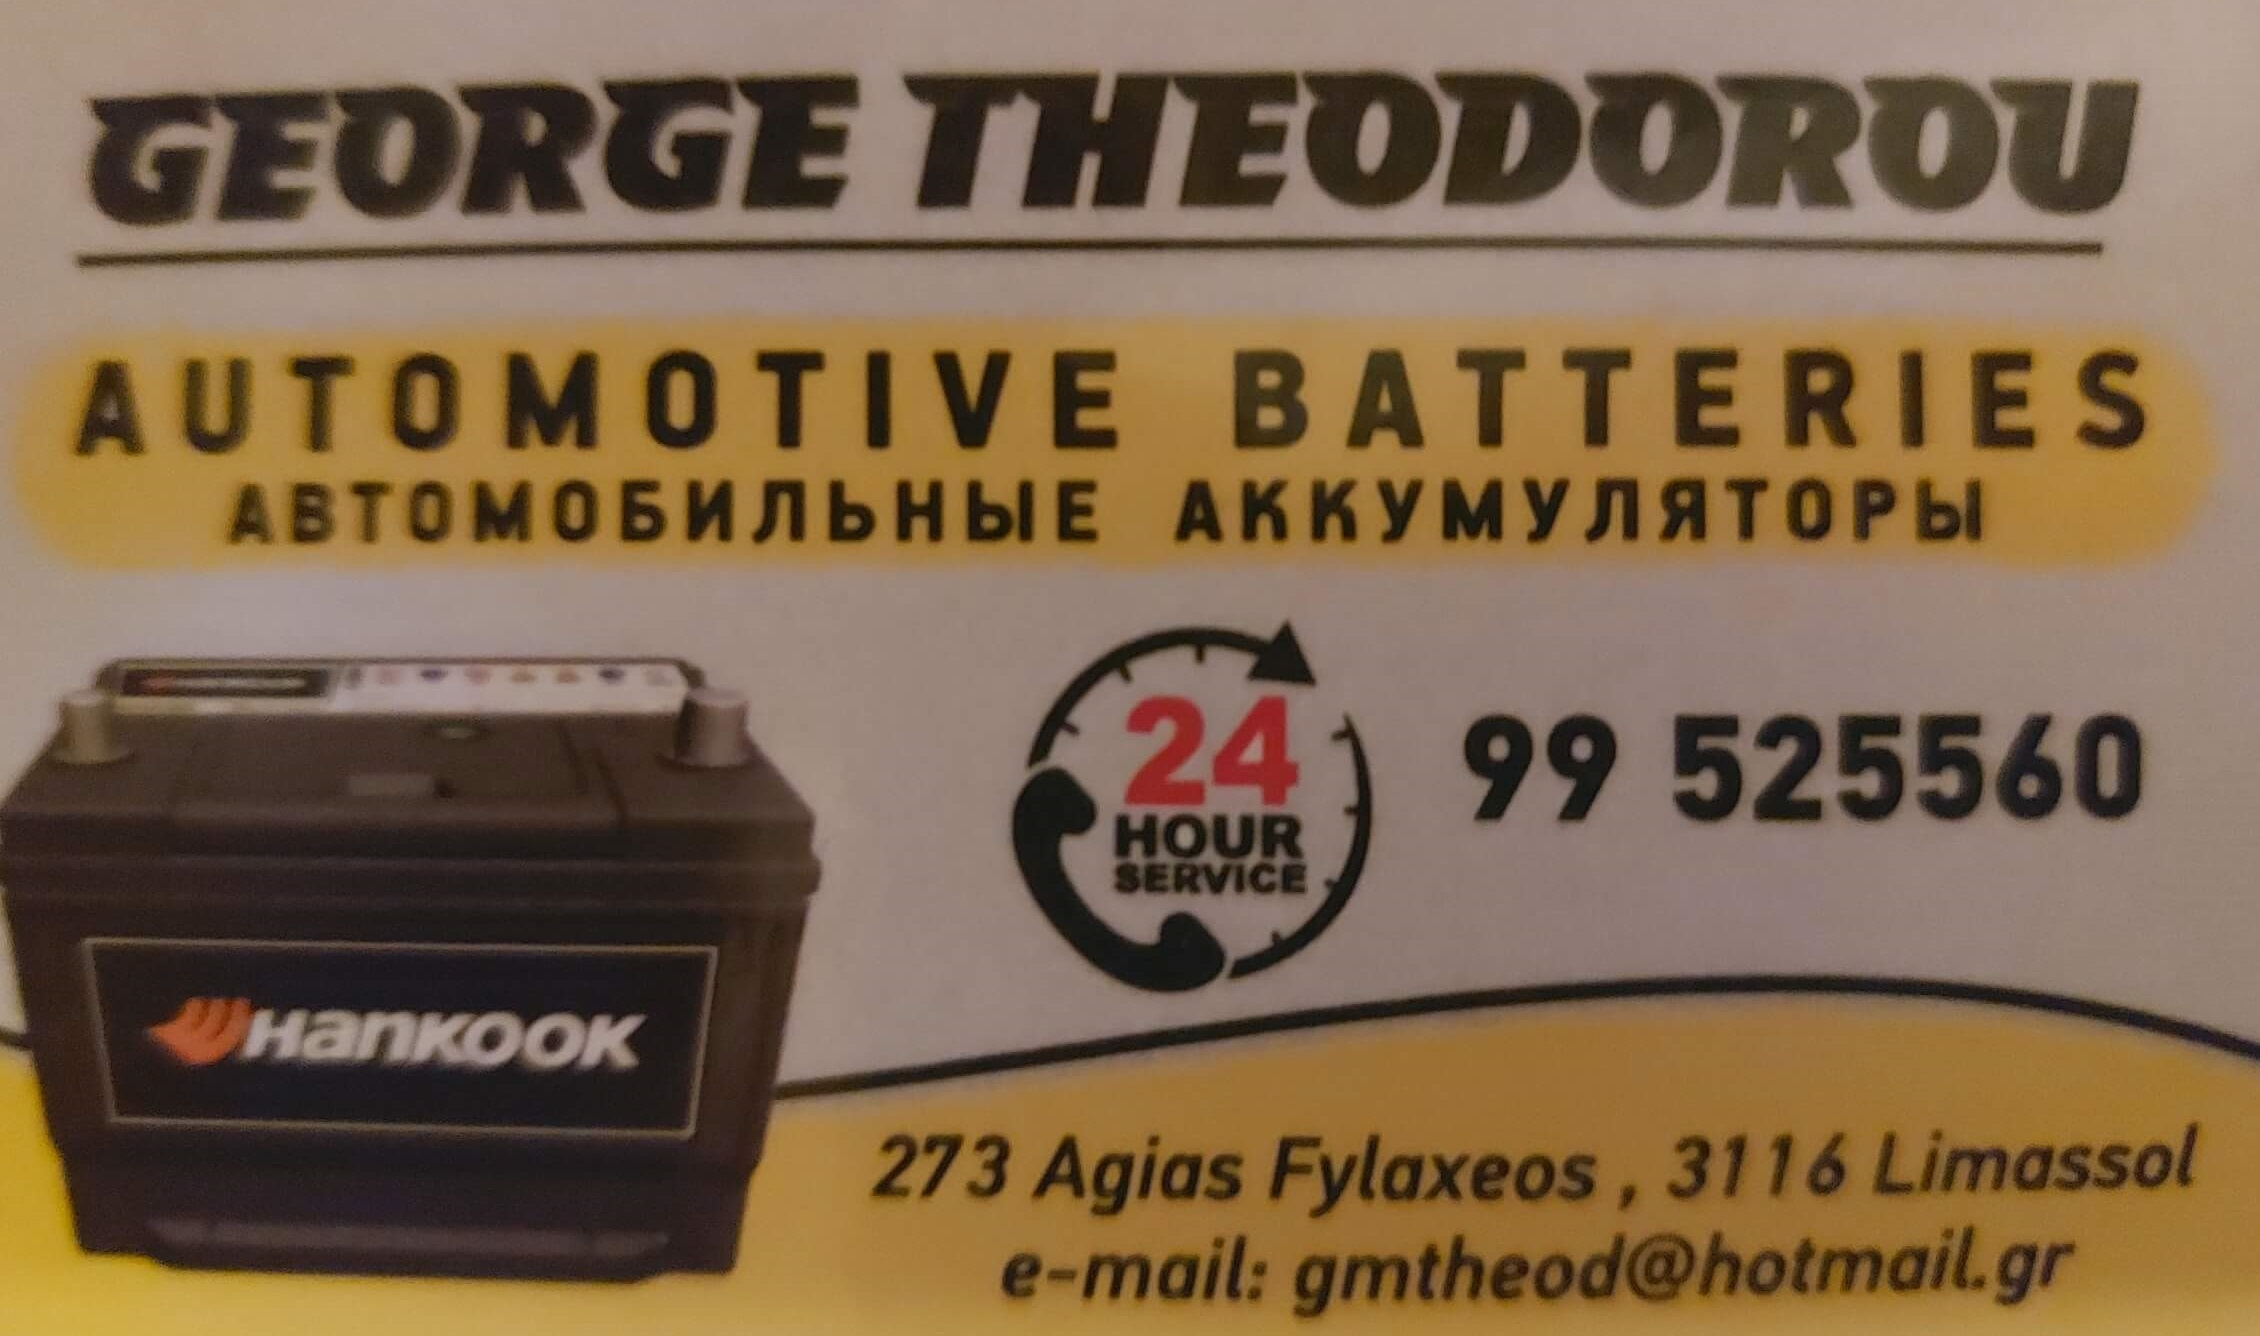 GEORGE THEODOROU
AUTOMOTIVE BATTERIES
АВТОМОБИЛЬНЫЕ АККУМУЛЯТОРЫ
24
HOUR
SERVICE
99 525560
HANKOOK
273 Agias Fylaxeos , 3116 Limassol
e-mail: gmtheod@hotmail.gr